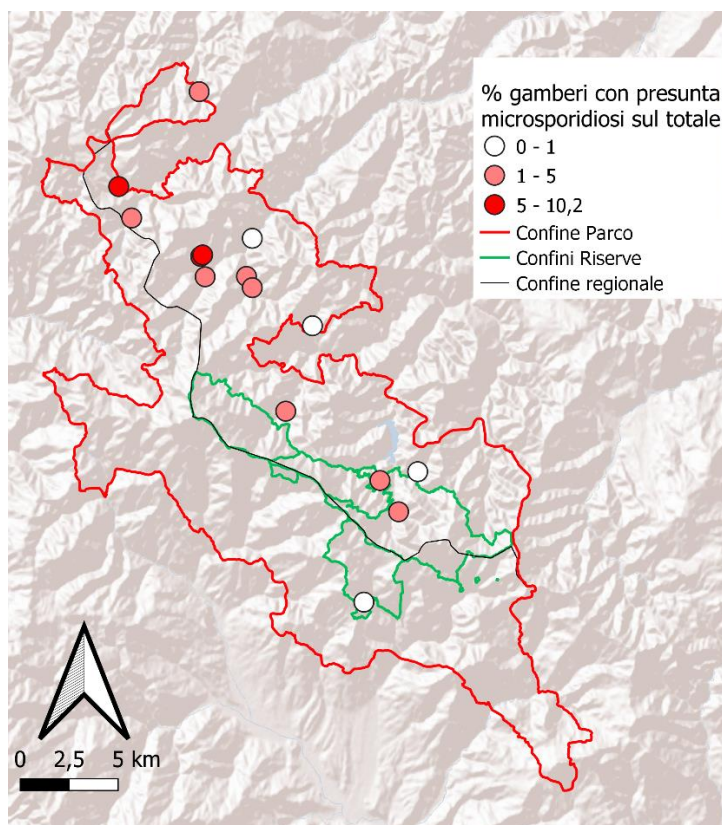 % gamberi con presunta
microsporidiosi sul totale
0 - 1
1 - 5
5 - 10,2
Confine Parco
Confini Riserve
Confine regionale
0 2,5 5 km